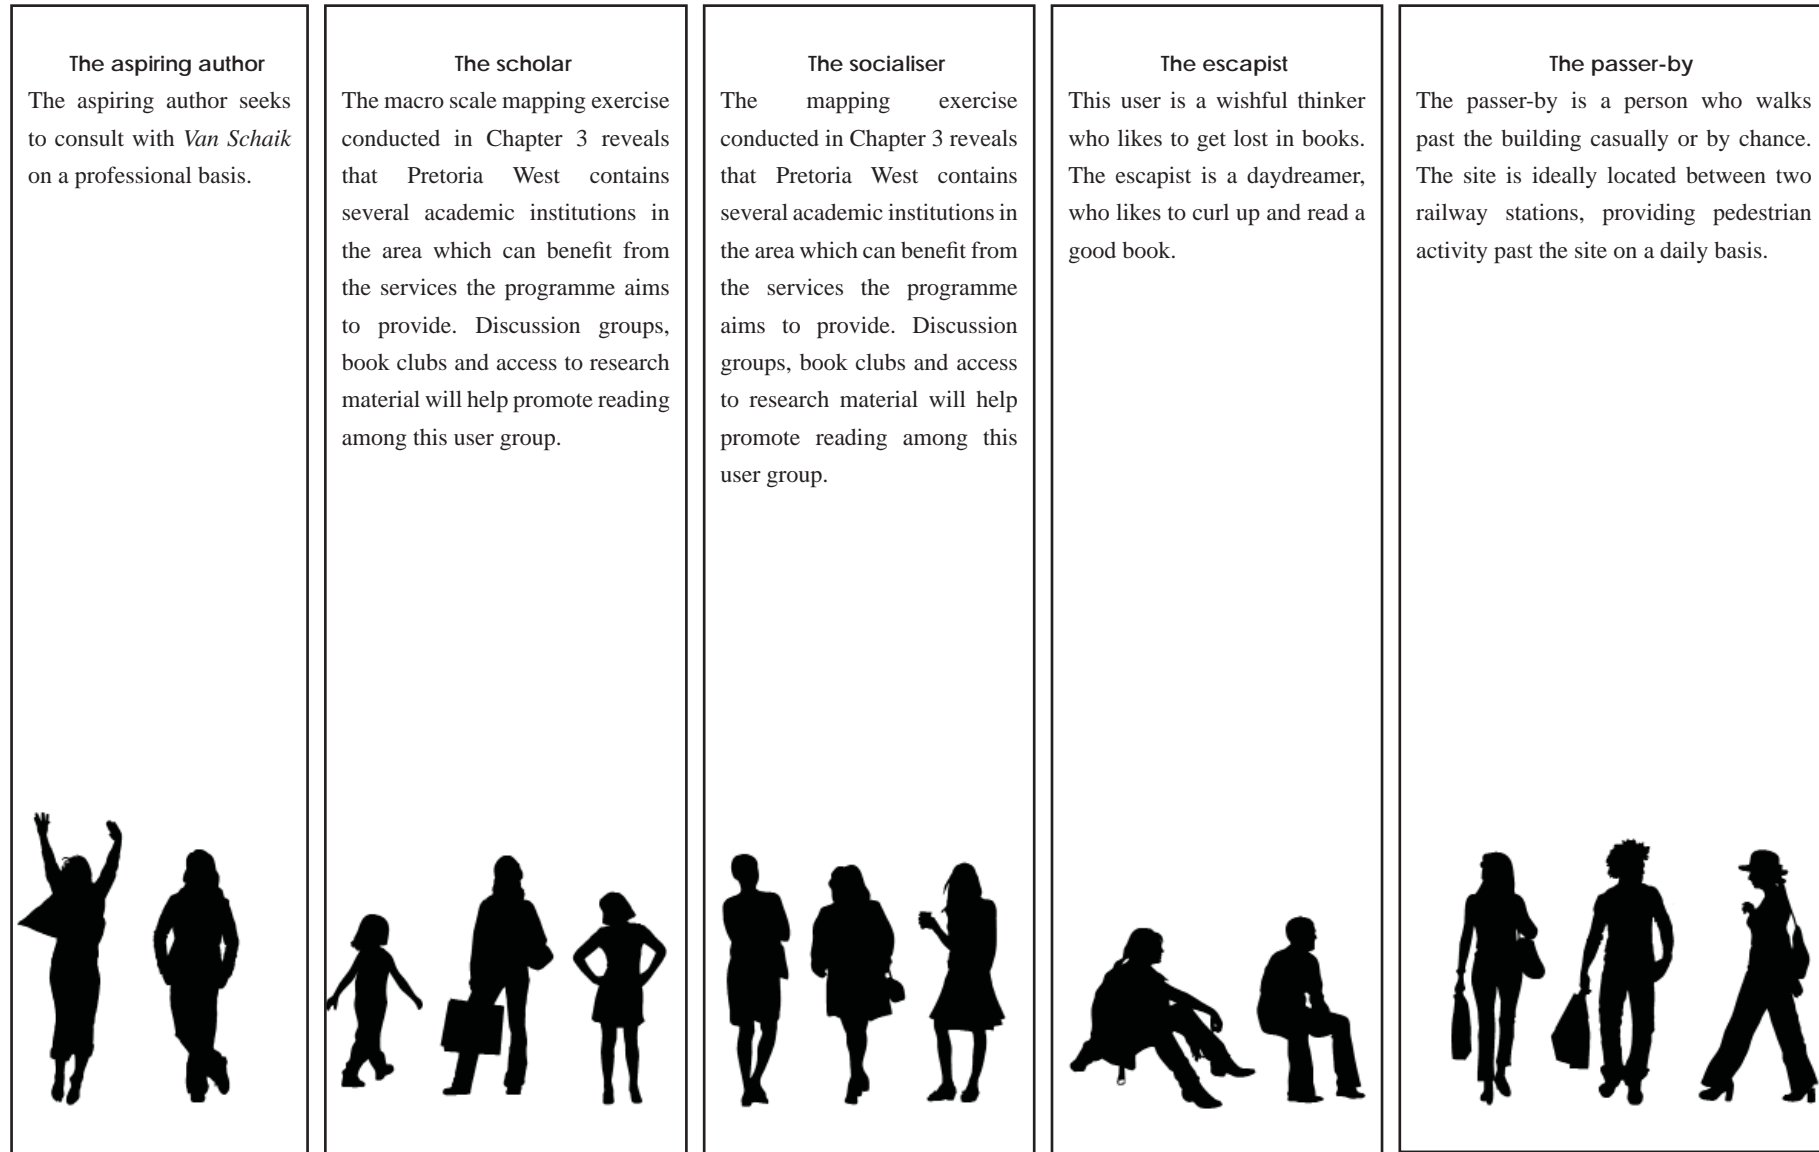 The aspiring author
The aspiring author seeks
to consult with Van Schaik
on a professional basis.
The scholar
The macro scale mapping exercise
conducted in Chapter 3 reveals
that Pretoria West contains
several academic institutions in
the area which can benefit from
the services the programme aims
to provide. Discussion groups,
book clubs and access to research
material will help promote reading
among this user group.
The socialiser
The mapping exercise
conducted in Chapter 3 reveals
that Pretoria West contains
several academic institutions in
the area which can benefit from
the services the programme
aims to provide. Discussion
groups, book clubs and access
to research material will help
promote reading among this
user group.
The escapist
This user is a wishful thinker
who likes to get lost in books.
The escapist is a daydreamer,
who likes to curl up and read a
good book.
The passer-by
The passer-by is a person who walks
past the building casually or by chance.
The site is ideally located between two
railway stations, providing pedestrian
activity past the site on a daily basis.